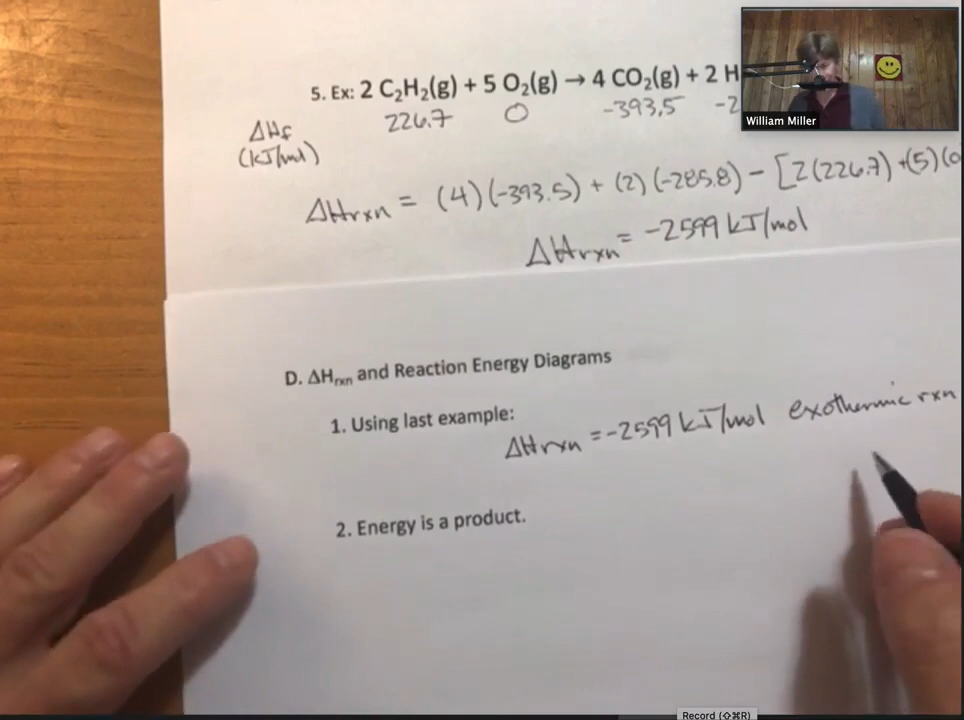 5. Ex: 2 C₂H₂(g) + 5 O₂(g) → 4 CO₂(g) + 2 H
ΔHf 226.7 0 -393.5 -2
(kJ/mol)
ΔHrxn = (4)(-393.5) + (2)(-285.8) - [2(226.7) + (5)(0
ΔHrxn = -2599 kJ/mol
William Miller
D. ΔHrxn and Reaction Energy Diagrams
1. Using last example:
ΔHrxn = -2599 kJ/mol exothermic rxn
2. Energy is a product.
Record (⇧⌘R)